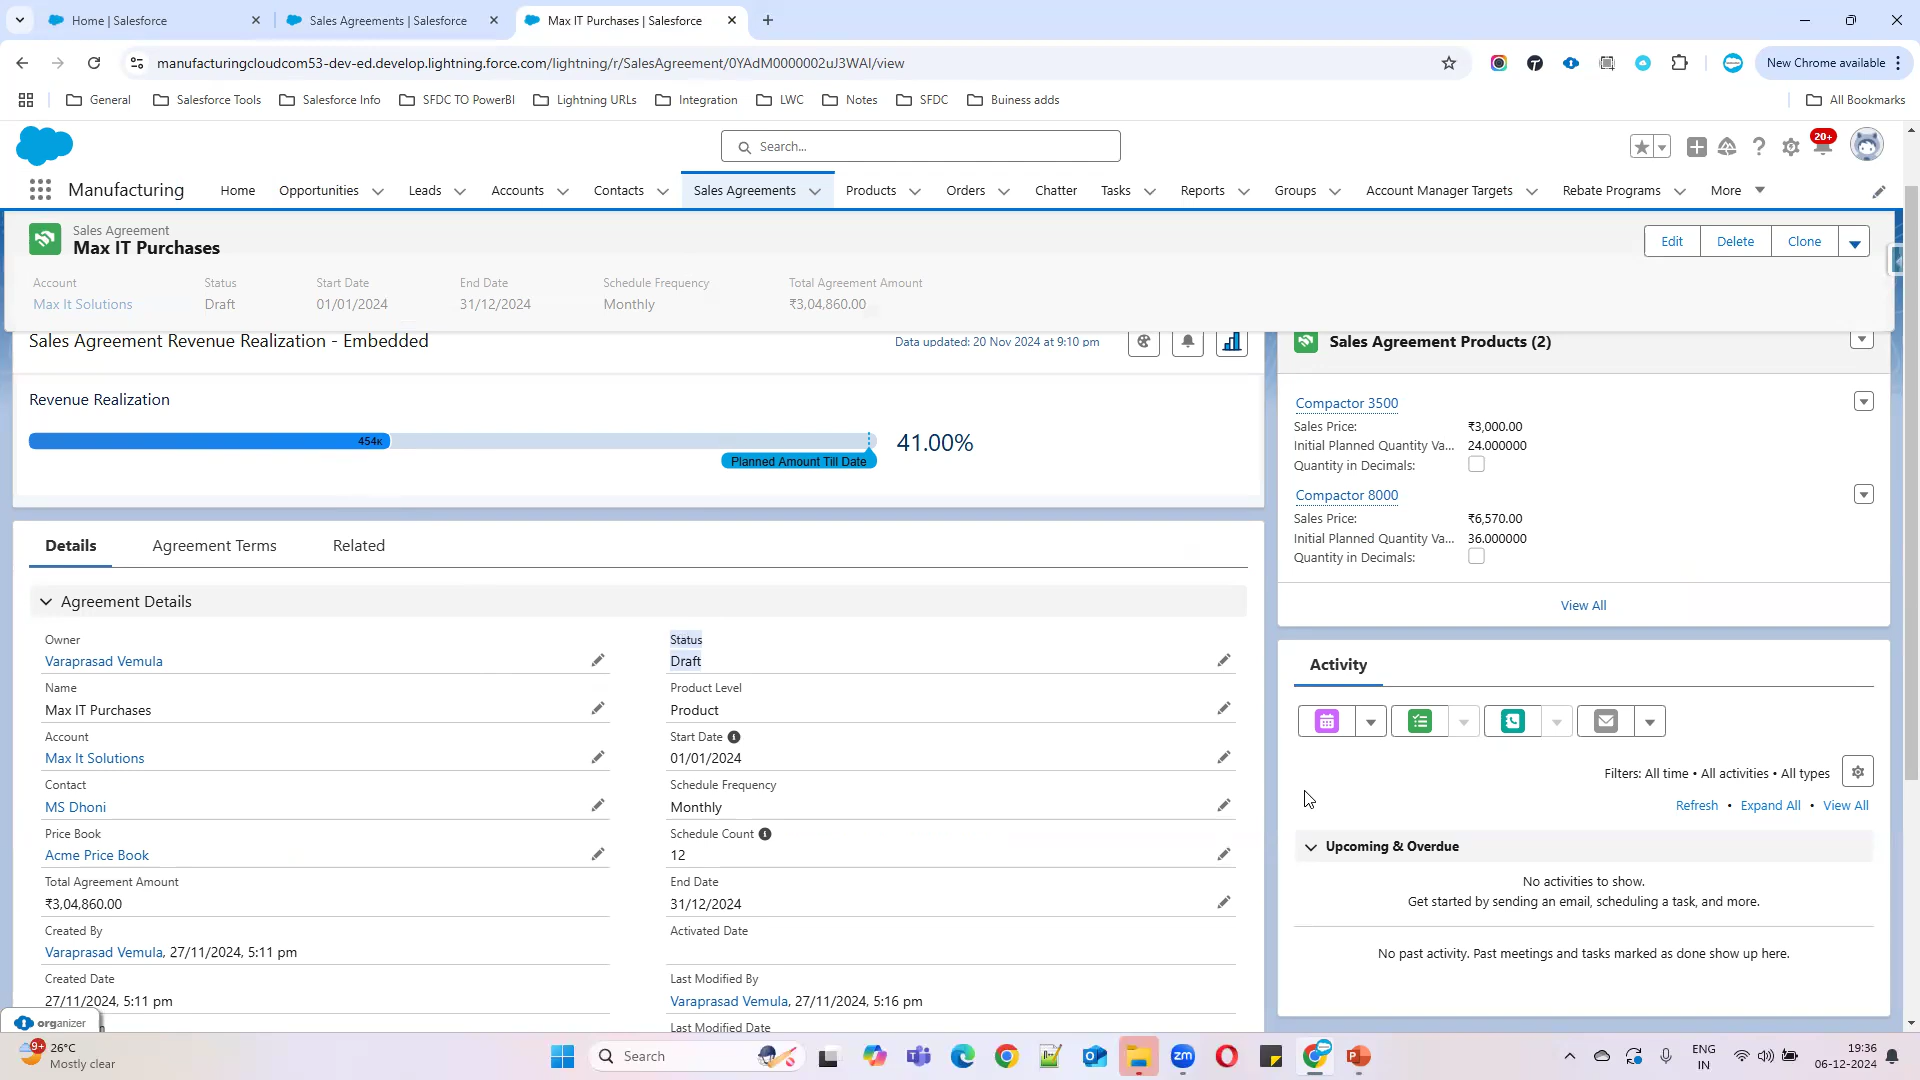 Home | Salesforce
Sales Agreements | Salesforce
Max IT Purchases | Salesforce
manufacturingcloudcom53-dev-ed.develop.lightning.force.com/lightning/r/SalesAgreement/0YAdM0000002uJ3WAI/view
New Chrome available
General
Salesforce Tools
Salesforce Info
SFDC TO PowerBI
Lightning URLs
Integration
LWC
Notes
SFDC
Buiness adds
All Bookmarks
Search...
20+
Manufacturing
Home
Opportunities
Leads
Accounts
Contacts
Sales Agreements
Products
Orders
Chatter
Tasks
Reports
Groups
Account Manager Targets
Rebate Programs
More
Sales Agreement
Max IT Purchases
Edit
Delete
Clone
Account
Max It Solutions
Status
Draft
Start Date
01/01/2024
End Date
31/12/2024
Schedule Frequency
Monthly
Total Agreement Amount
₹3,04,860.00
Sales Agreement Revenue Realization - Embedded
Data updated: 20 Nov 2024 at 9:10 pm
Revenue Realization
454K
41.00%
Planned Amount Till Date
Details
Agreement Terms
Related
Agreement Details
Owner
Varaprasad Vemula
Status
Draft
Name
Max IT Purchases
Product Level
Product
Account
Max It Solutions
Start Date
01/01/2024
Contact
MS Dhoni
Schedule Frequency
Monthly
Price Book
Acme Price Book
Schedule Count
12
Total Agreement Amount
₹3,04,860.00
End Date
31/12/2024
Created By
Varaprasad Vemula, 27/11/2024, 5:11 pm
Activated Date
Created Date
27/11/2024, 5:11 pm
Last Modified By
Varaprasad Vemula, 27/11/2024, 5:16 pm
Last Modified Date
Sales Agreement Products (2)
Compactor 3500
Sales Price: ₹3,000.00
Initial Planned Quantity Va... 24.000000
Quantity in Decimals:
Compactor 8000
Sales Price: ₹6,570.00
Initial Planned Quantity Va... 36.000000
Quantity in Decimals:
View All
Activity
Filters: All time • All activities • All types
Refresh • Expand All • View All
Upcoming & Overdue
No activities to show.
Get started by sending an email, scheduling a task, and more.
No past activity. Past meetings and tasks marked as done show up here.
organizer
9+
26°C
Mostly clear
Search
zm
ENG
IN
19:36
06-12-2024